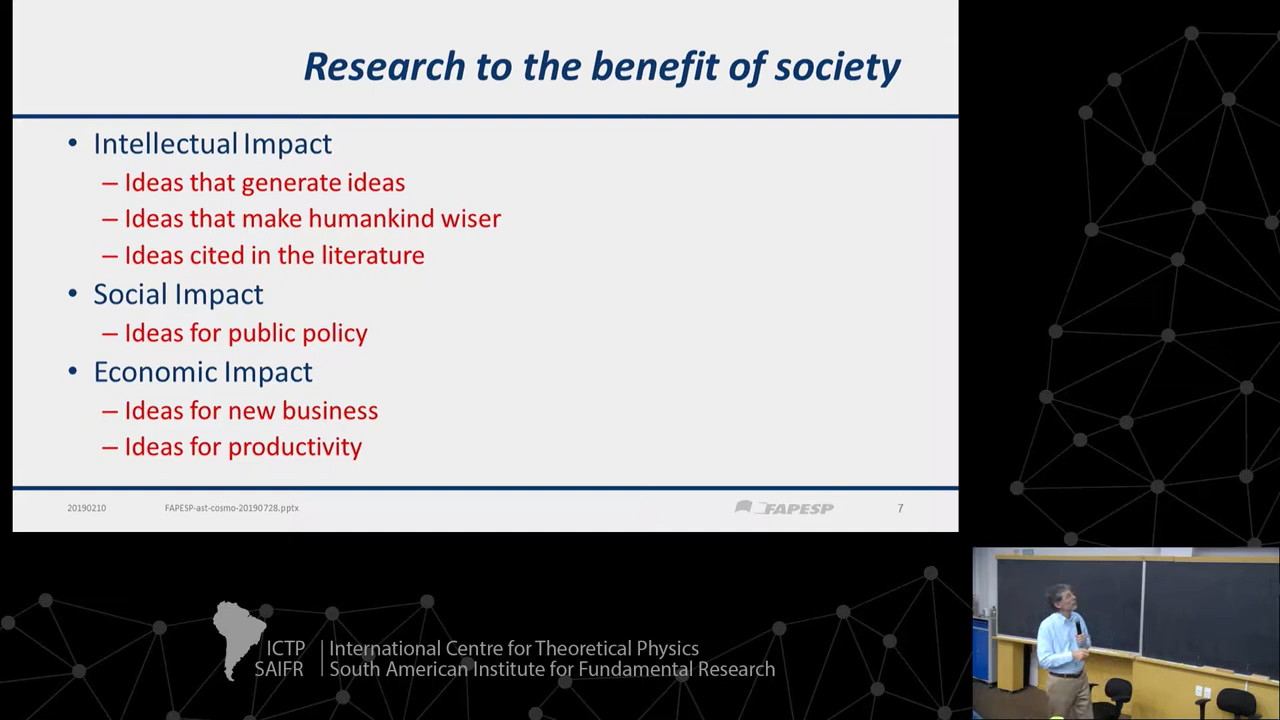 Research to the benefit of society
• Intellectual Impact
– Ideas that generate ideas
– Ideas that make humankind wiser
– Ideas cited in the literature
• Social Impact
– Ideas for public policy
• Economic Impact
– Ideas for new business
– Ideas for productivity
20190210 FAPESP-ast-cosmo-20190728.pptx FAPESP 7
ICTP International Centre for Theoretical Physics
SAIFR South American Institute for Fundamental Research